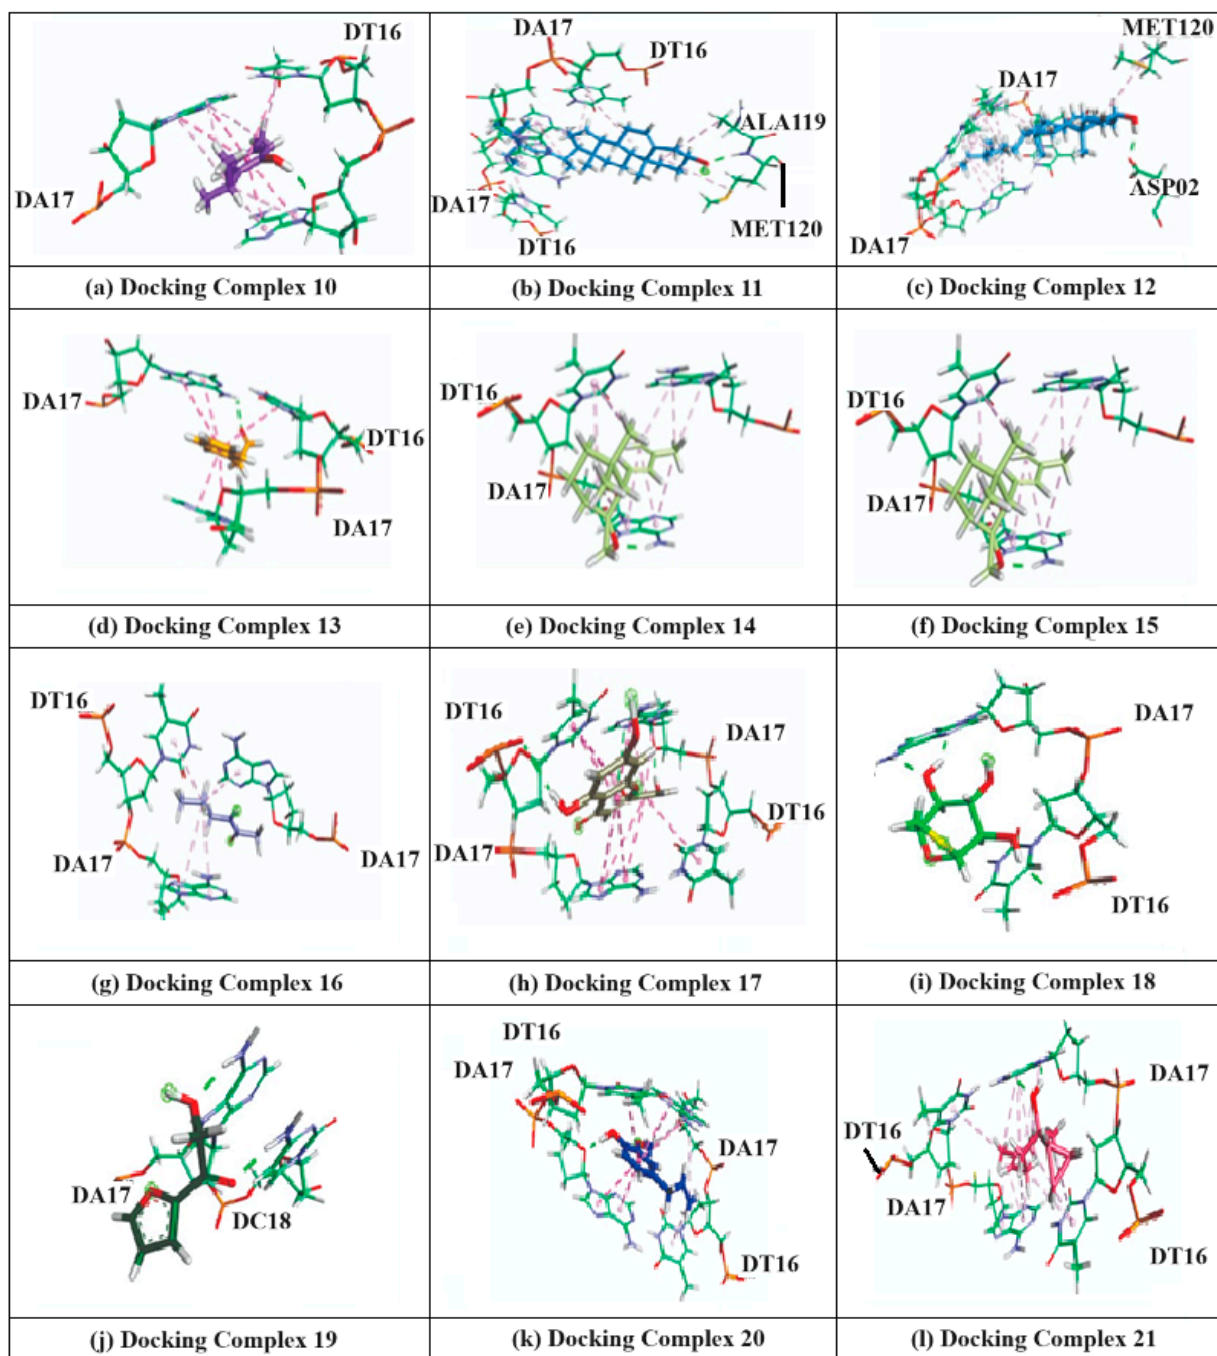 DT16
DA17
(a) Docking Complex 10
DA17
DT16
ALA119
DA17
MET120
DT16
(b) Docking Complex 11
MET120
DA17
ASP02
DA17
(c) Docking Complex 12
DA17
DT16
DA17
(d) Docking Complex 13
DT16
DA17
(e) Docking Complex 14
DT16
DA17
(f) Docking Complex 15
DT16
DA17
DA17
(g) Docking Complex 16
DT16
DA17
DT16
DA17
(h) Docking Complex 17
DA17
DT16
(i) Docking Complex 18
DA17
DC18
(j) Docking Complex 19
DT16
DA17
DA17
DT16
(k) Docking Complex 20
DA17
DT16
DA17
DT16
(l) Docking Complex 21